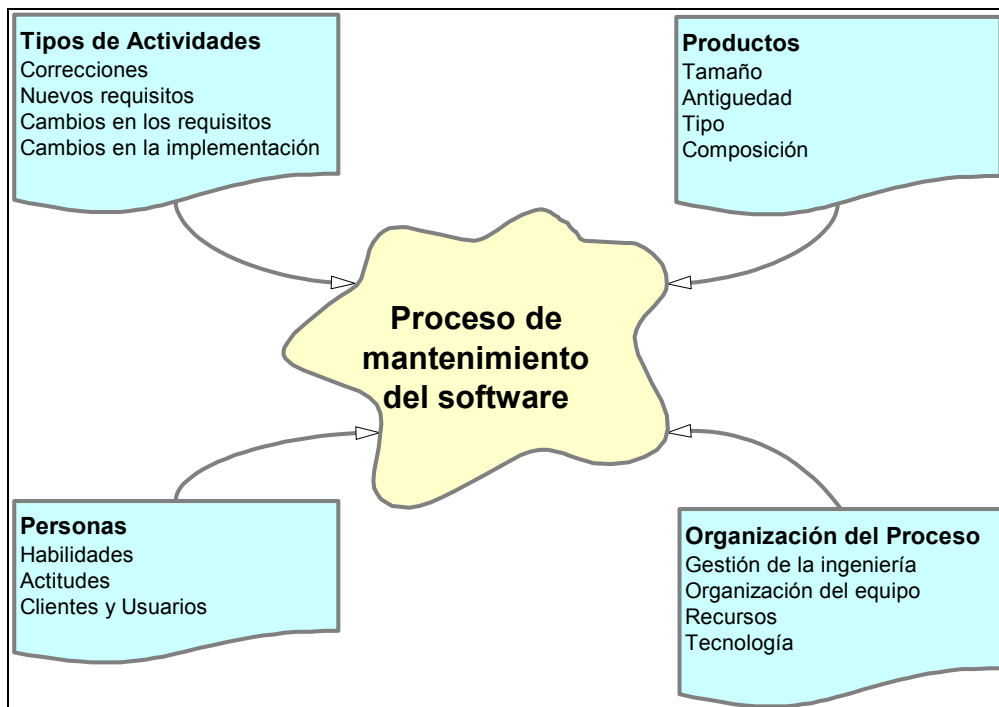 Tipos de Actividades
Correcciones
Nuevos requisitos
Cambios en los requisitos
Cambios en la implementación
Productos
Tamaño
Antiguedad
Tipo
Composición
Proceso de
mantenimiento
del software
Personas
Habilidades
Actitudes
Clientes y Usuarios
Organización del Proceso
Gestión de la ingeniería
Organización del equipo
Recursos
Tecnología